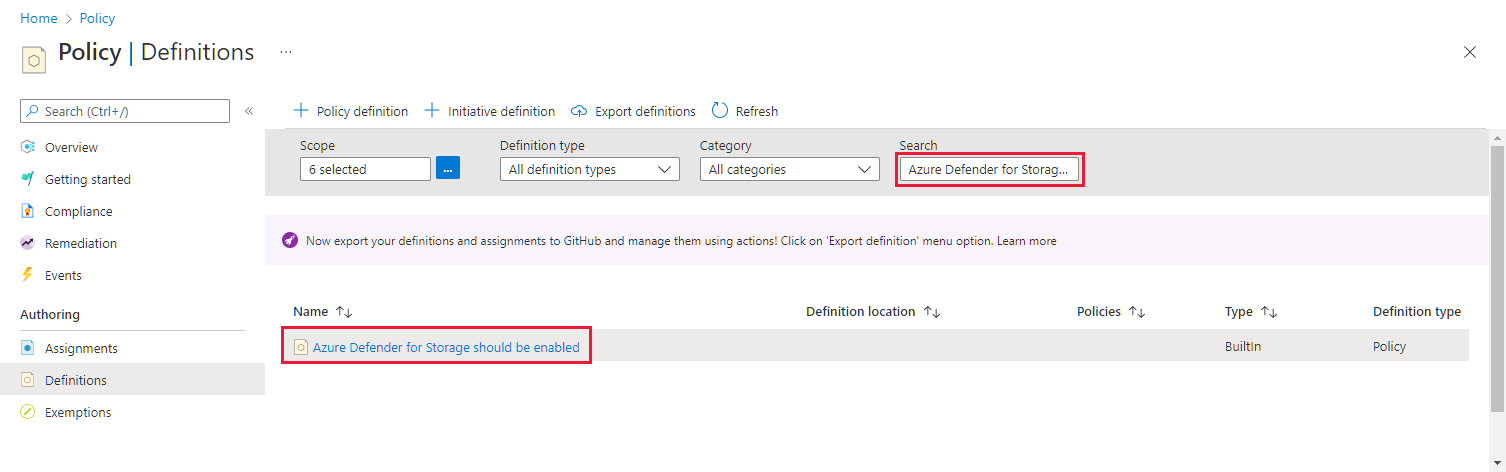 Home > Policy
Policy | Definitions ...
Search (Ctrl+/) «
Overview
Getting started
Compliance
Remediation
Events
Authoring
Assignments
Definitions
Exemptions
+ Policy definition + Initiative definition Export definitions Refresh
Scope Definition type Category Search
6 selected ... All definition types All categories Azure Defender for Storag...
Now export your definitions and assignments to GitHub and manage them using actions! Click on 'Export definition' menu option. Learn more
Name ↑↓ Definition location ↑↓ Policies ↑↓ Type ↑↓ Definition type
Azure Defender for Storage should be enabled BuiltIn Policy